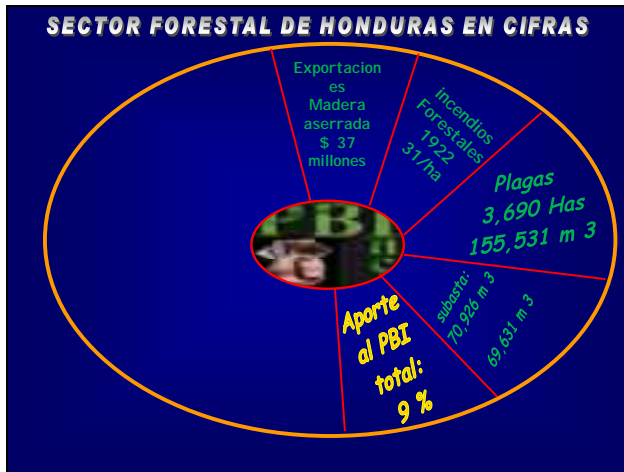 SECTOR FORESTAL DE HONDURAS EN CIFRAS
Exportacion
es
Madera
aserrada
$ 37
millones
incendios
Forestales
1922
31/ha
Plagas
3,690 Has
155,531 m 3
subasta:
70,926 m 3
69,631 m 3
Aporte
al PBI
total:
9 %
PBI